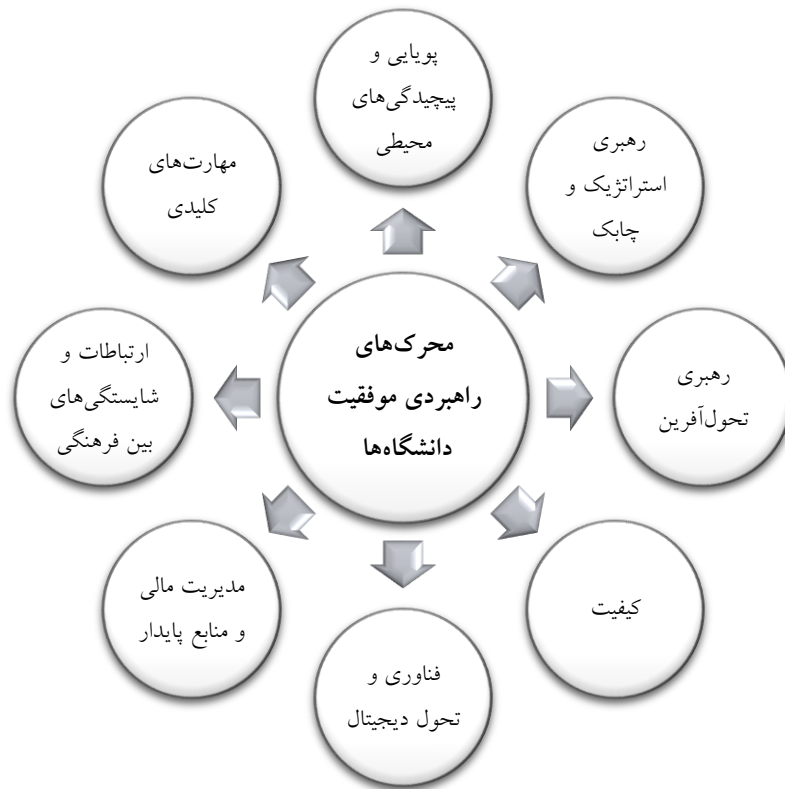 پویایی و
پیچیدگی‌های
محیطی
رهبری
استراتژیک و
چابک
رهبری
تحول‌آفرین
کیفیت
فناوری و
تحول دیجیتال
مدیریت مالی
و منابع پایدار
ارتباطات و
شایستگی‌های
بین فرهنگی
مهارت‌های
کلیدی
محرک‌های
راهبردی موفقیت
دانشگاه‌ها